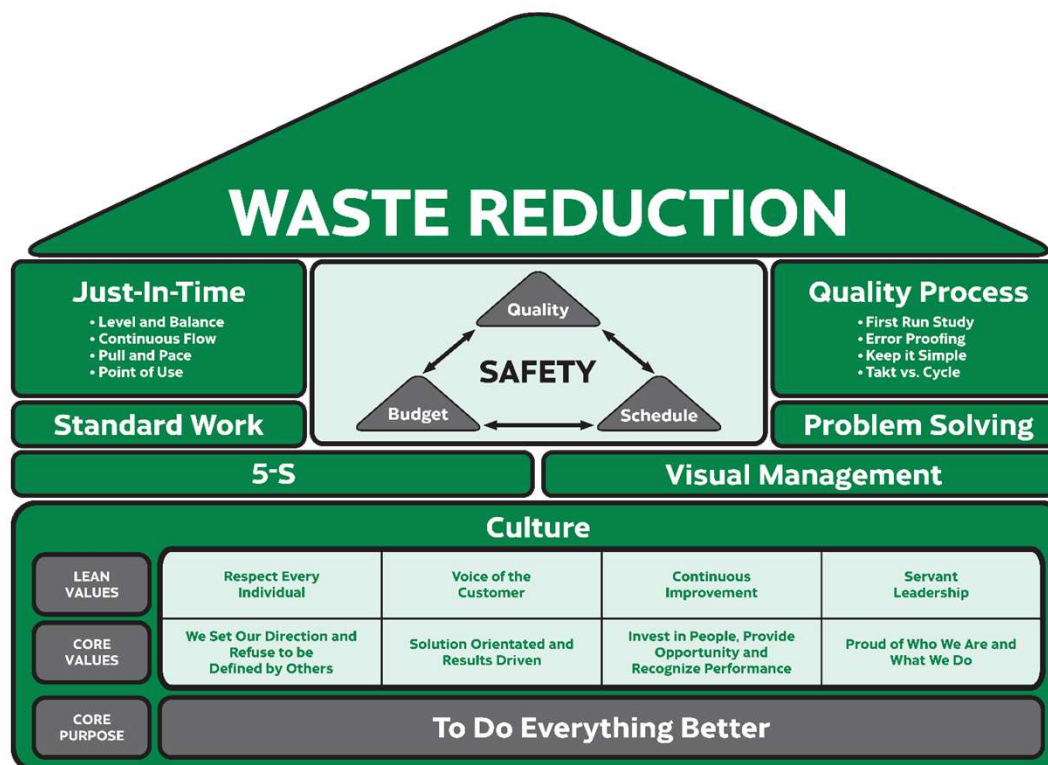 WASTE REDUCTION
Just-In-Time
• Level and Balance
• Continuous Flow
• Pull and Pace
• Point of Use
Standard Work
Quality
SAFETY
Budget
Schedule
Quality Process
• First Run Study
• Error Proofing
• Keep it Simple
• Takt vs. Cycle
Problem Solving
5-S
Visual Management
Culture
LEAN
VALUES
Respect Every
Individual
Voice of the
Customer
Continuous
Improvement
Servant
Leadership
CORE
VALUES
We Set Our Direction and
Refuse to be
Defined by Others
Solution Orientated and
Results Driven
Invest in People, Provide
Opportunity and
Recognize Performance
Proud of Who We Are and
What We Do
CORE
PURPOSE
To Do Everything Better